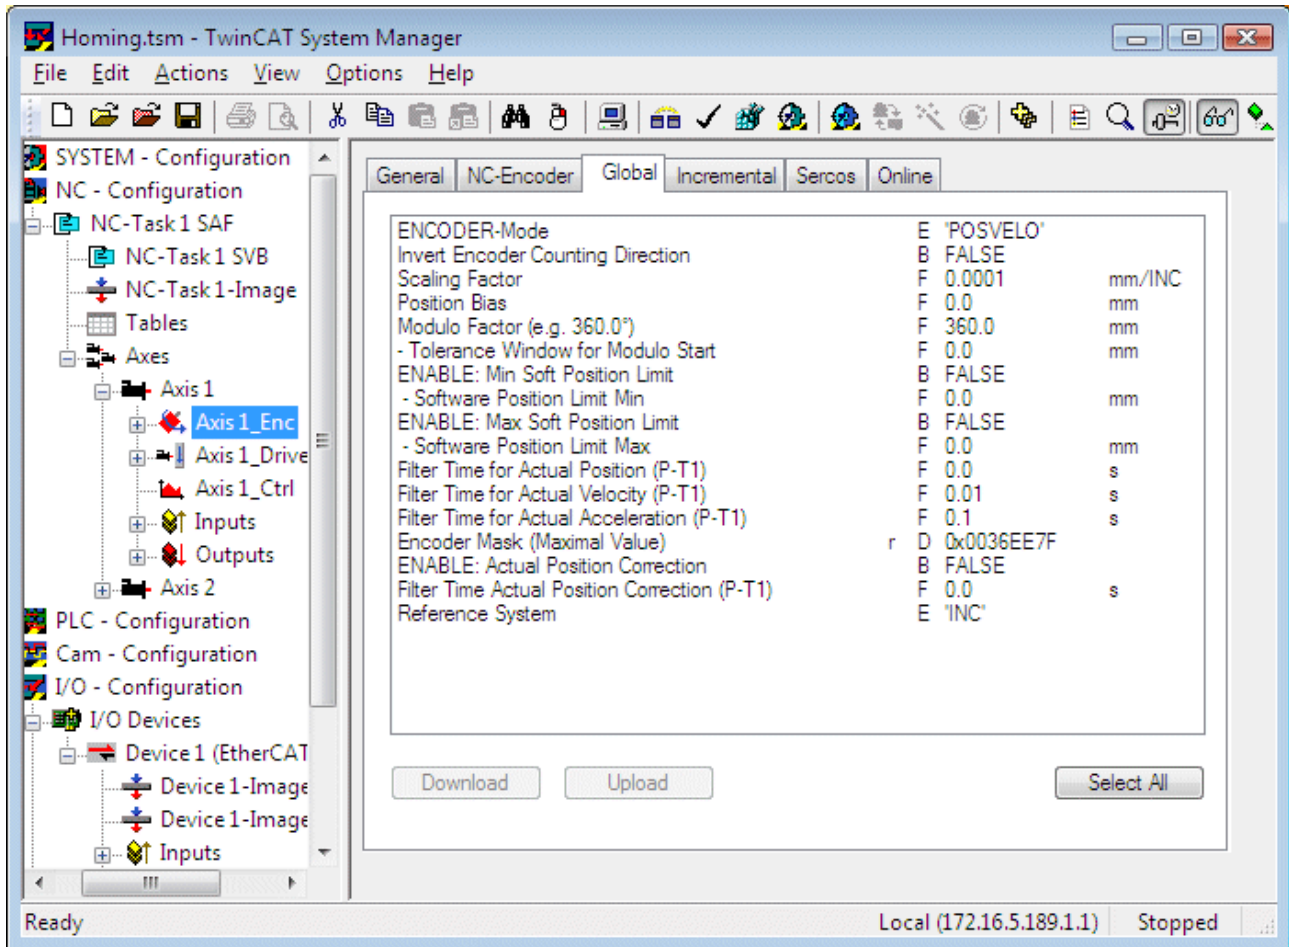 Homing.tsm - TwinCAT System Manager
File Edit Actions View Options Help
SYSTEM - Configuration
NC - Configuration
NC-Task 1 SAF
NC-Task 1 SVB
NC-Task 1-Image
Tables
Axes
Axis 1
Axis 1_Enc
Axis 1_Drive
Axis 1_Ctrl
Inputs
Outputs
Axis 2
PLC - Configuration
Cam - Configuration
I/O - Configuration
I/O Devices
Device 1 (EtherCAT
Device 1-Image
Device 1-Image
Inputs
General NC-Encoder Global Incremental Sercos Online
ENCODER-Mode E 'POSVELO'
Invert Encoder Counting Direction B FALSE
Scaling Factor F 0.0001 mm/INC
Position Bias F 0.0 mm
Modulo Factor (e.g. 360.0°) F 360.0 mm
- Tolerance Window for Modulo Start F 0.0 mm
ENABLE: Min Soft Position Limit B FALSE
- Software Position Limit Min F 0.0 mm
ENABLE: Max Soft Position Limit B FALSE
- Software Position Limit Max F 0.0 mm
Filter Time for Actual Position (P-T1) F 0.0 s
Filter Time for Actual Velocity (P-T1) F 0.01 s
Filter Time for Actual Acceleration (P-T1) F 0.1 s
Encoder Mask (Maximal Value) r D 0x0036EE7F
ENABLE: Actual Position Correction B FALSE
Filter Time Actual Position Correction (P-T1) F 0.0 s
Reference System E 'INC'
Download Upload Select All
Ready Local (172.16.5.189.1.1) Stopped